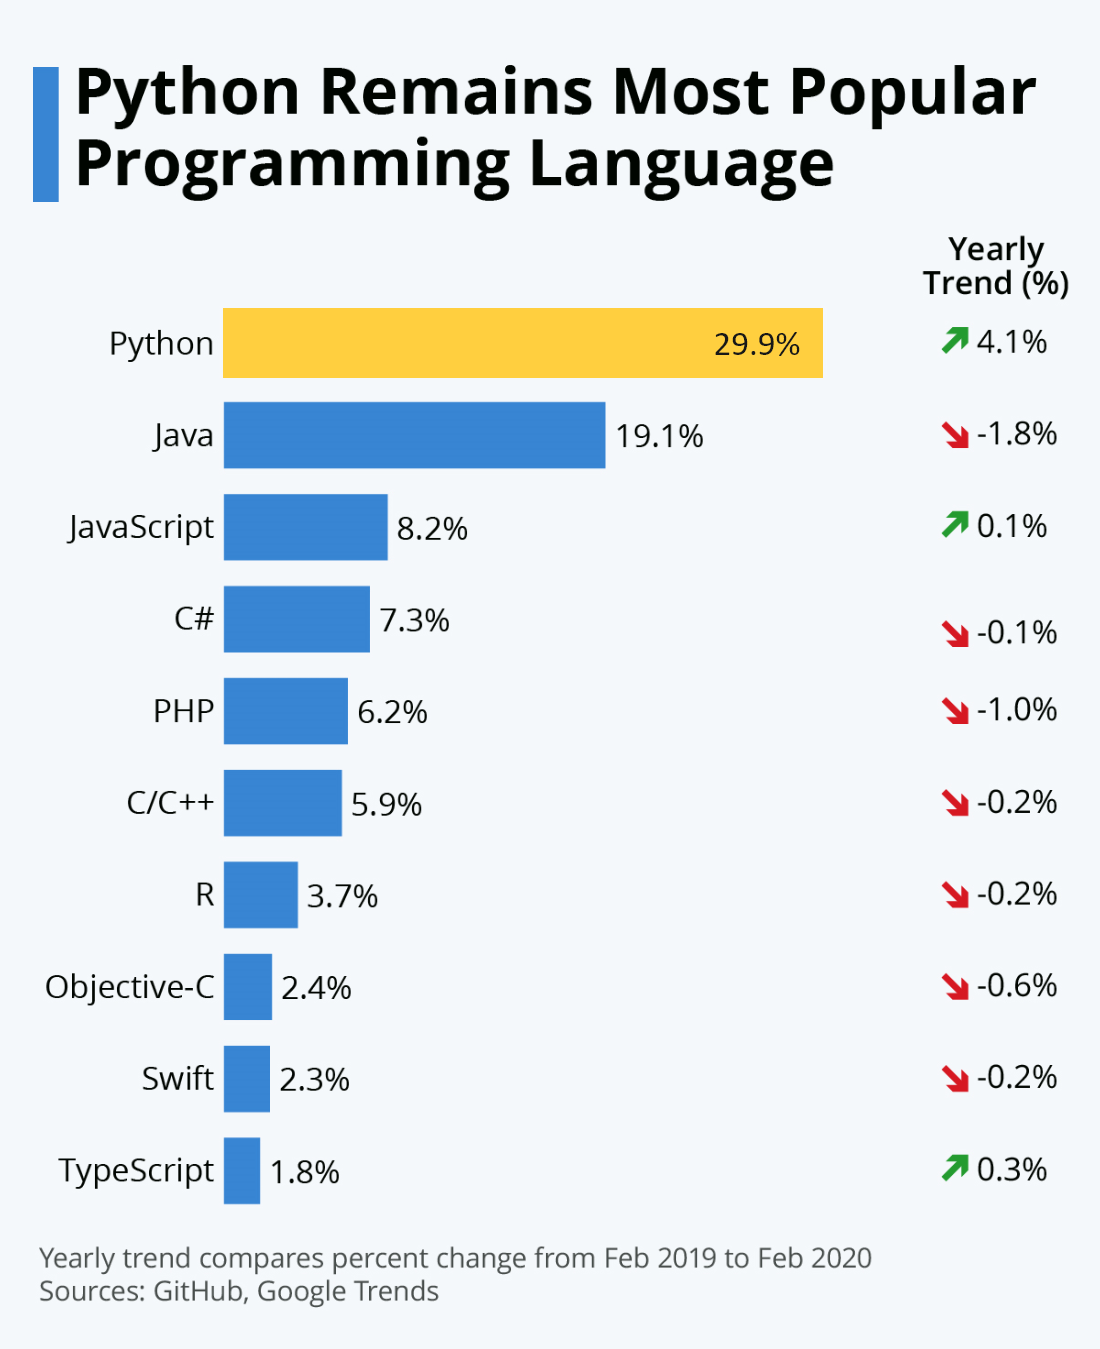 Python Remains Most Popular
Programming Language
Yearly
Trend (%)
Python 29.9% 4.1%
Java 19.1% -1.8%
JavaScript 8.2% 0.1%
C# 7.3% -0.1%
PHP 6.2% -1.0%
C/C++ 5.9% -0.2%
R 3.7% -0.2%
Objective-C 2.4% -0.6%
Swift 2.3% -0.2%
TypeScript 1.8% 0.3%
Yearly trend compares percent change from Feb 2019 to Feb 2020
Sources: GitHub, Google Trends